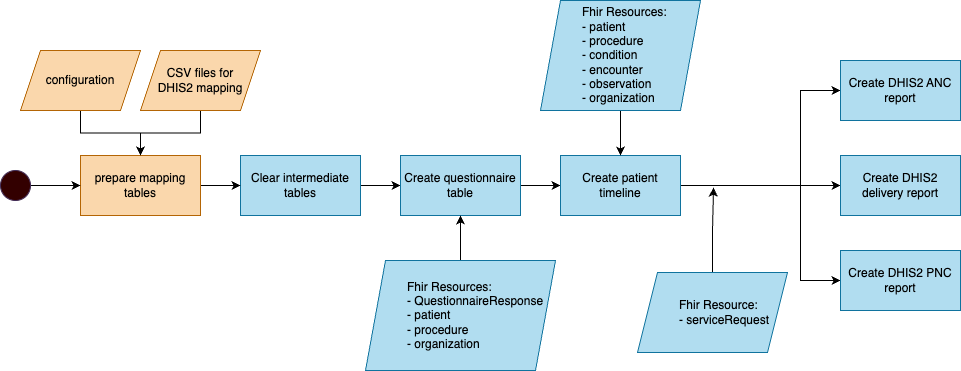 Fhir Resources:
- patient
- procedure
- condition
- encounter
- observation
- organization
configuration
CSV files for
DHIS2 mapping
Create DHIS2 ANC
report
prepare mapping
tables
Clear intermediate
tables
Create questionnaire
table
Create patient
timeline
Create DHIS2
delivery report
Fhir Resources:
- QuestionnaireResponse
- patient
- procedure
- organization
Fhir Resource:
- serviceRequest
Create DHIS2 PNC
report